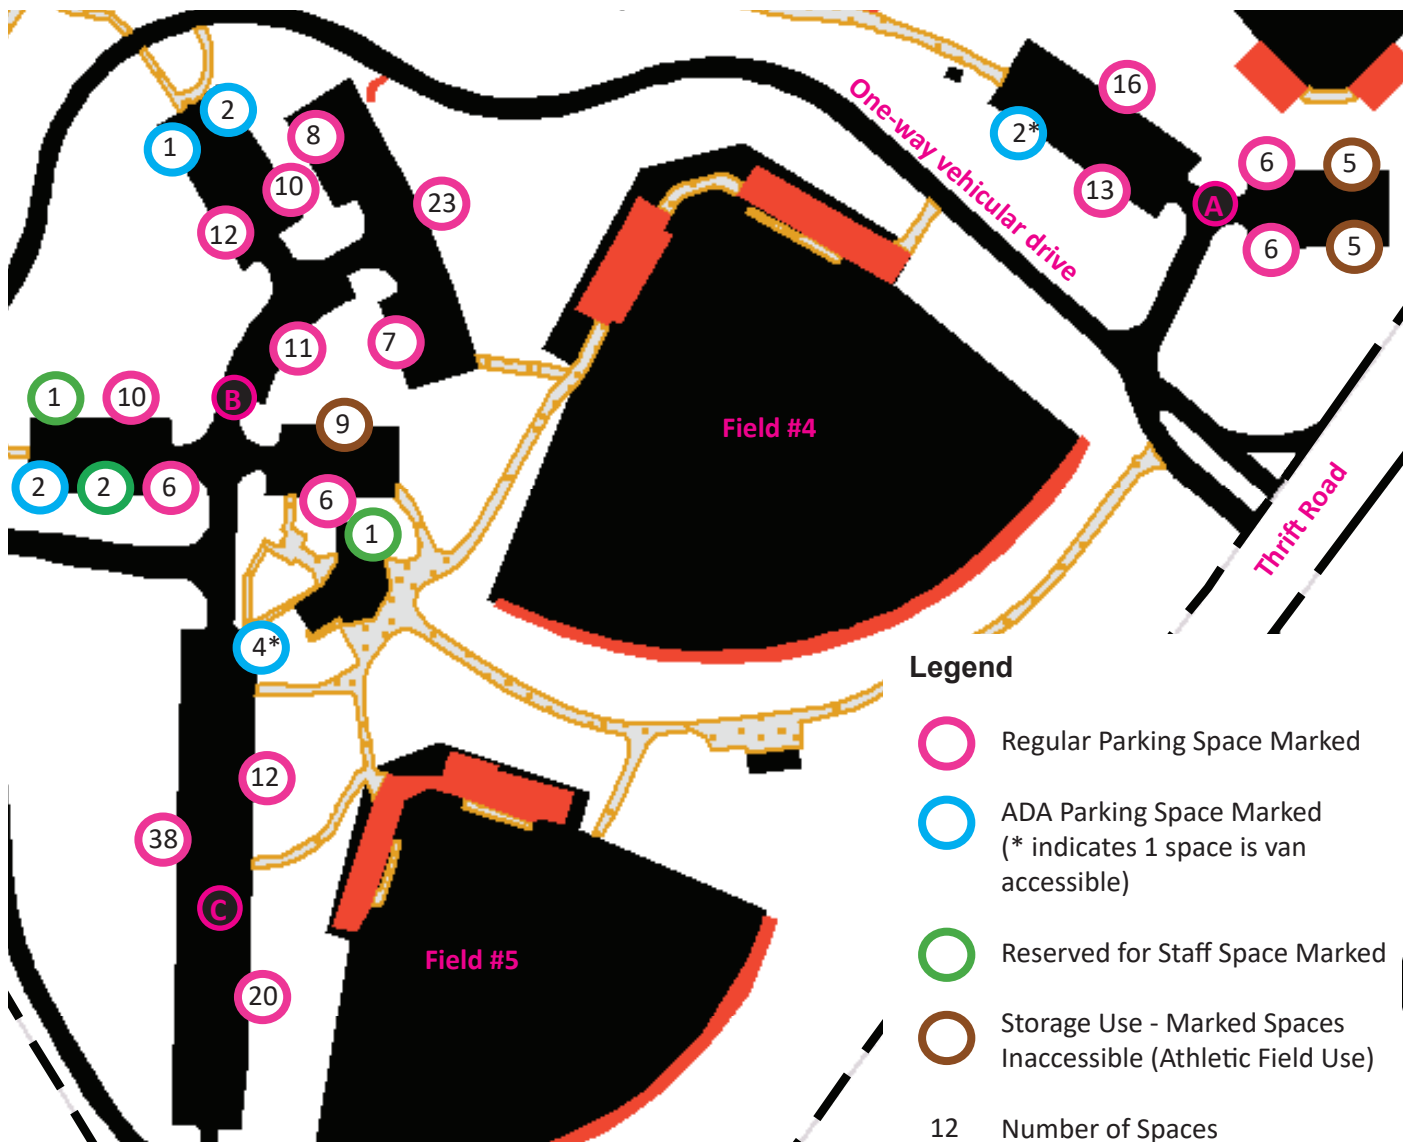 2
1
8
10
23
12
11
7
B
1
10
9
2
2
6
6
1
4*
12
38
C
20
One-way vehicular drive
16
2*
13
A
6
5
6
5
Field #4
Thrift Road
Field #5
Legend
Regular Parking Space Marked
ADA Parking Space Marked
(* indicates 1 space is van
accessible)
Reserved for Staff Space Marked
Storage Use - Marked Spaces
Inaccessible (Athletic Field Use)
12 Number of Spaces